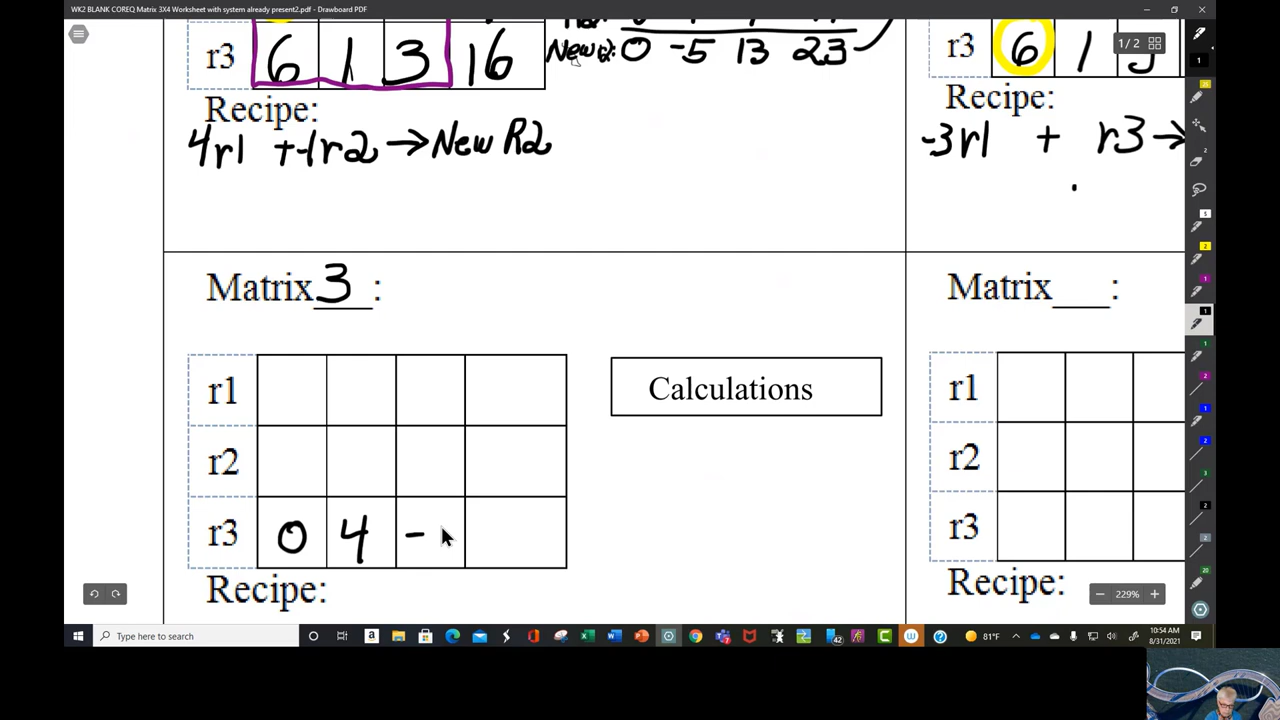 WK2 BLANK COREQ Matrix 3X4 Worksheet with system already present2.pdf - Drawboard PDF
r3 6 1 3 16
New r2: 0 -5 13 23
Recipe:
4r1 + -1r2 → New R2
r3 6 1
1/2
Recipe:
-3r1 + r3 →
Matrix 3 :
r1
r2
r3 0 4 -
Recipe:
Calculations
Matrix___:
r1
r2
r3
Recipe:
229%
Type here to search
81°F
10:54 AM
8/31/2021